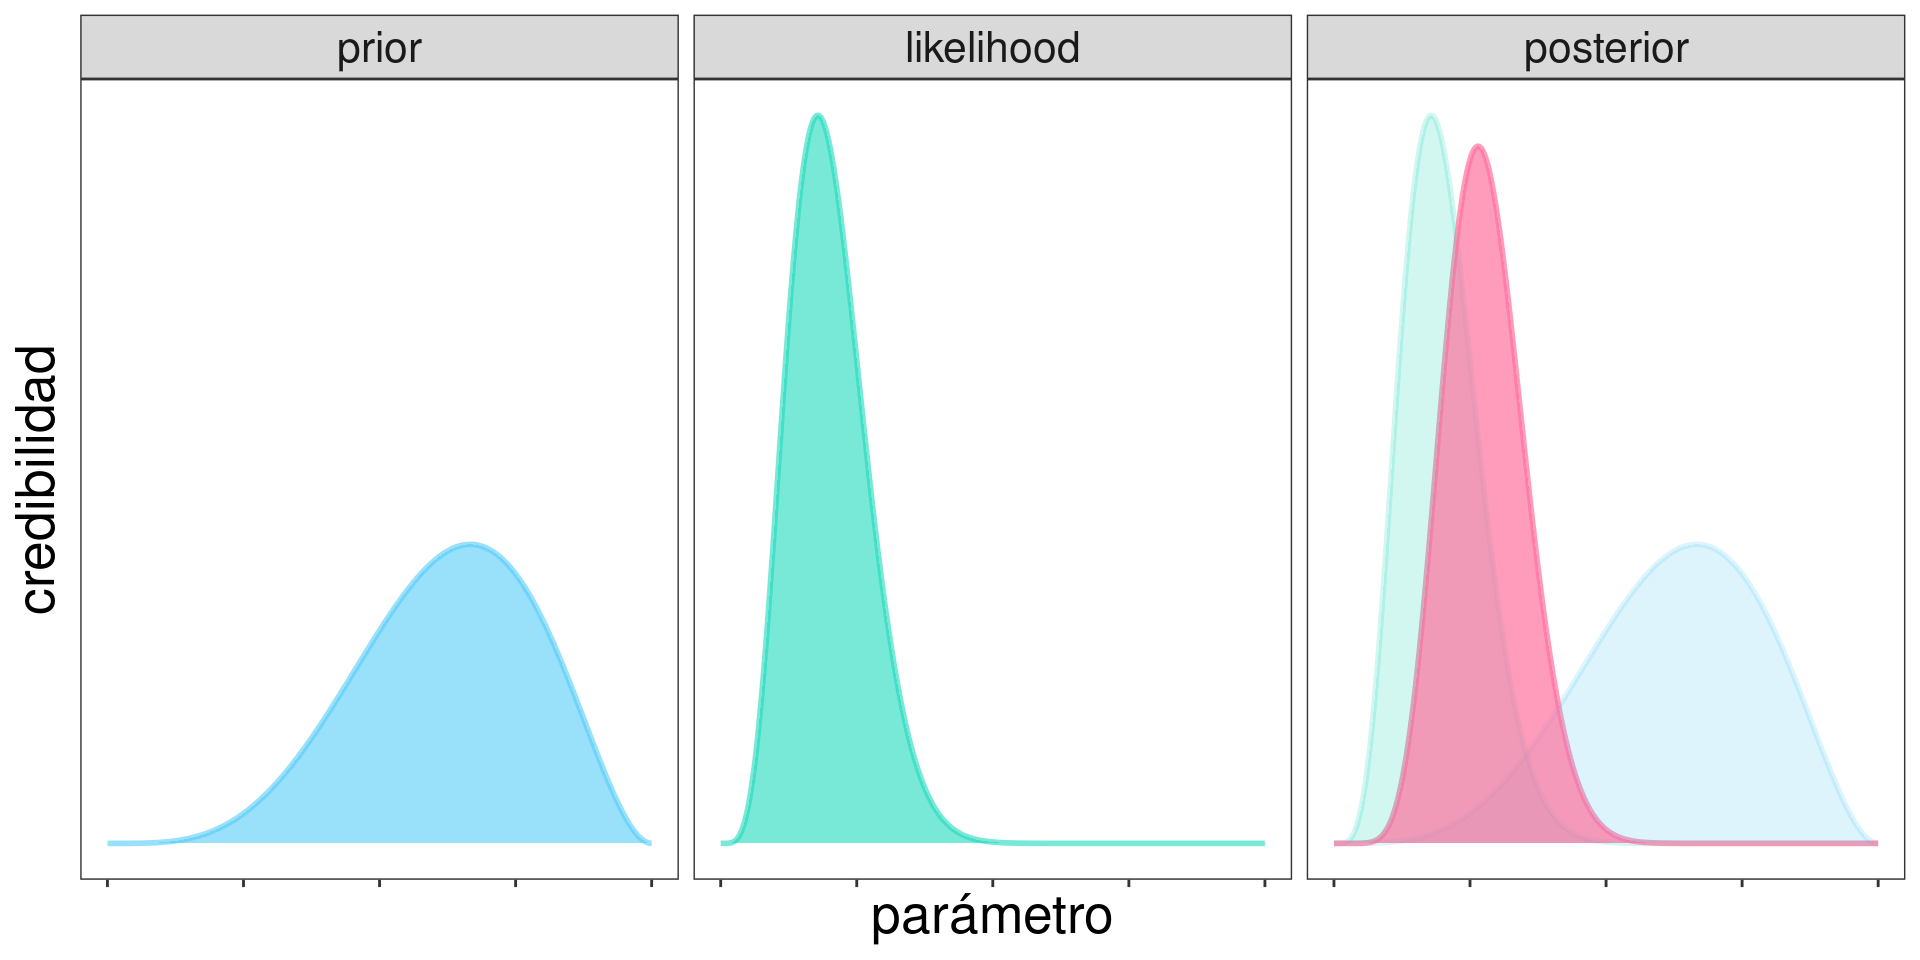 prior
likelihood
posterior
credibilidad
parámetro